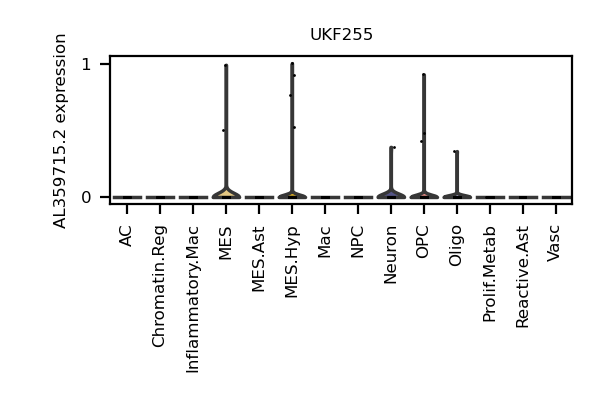 UKF255
AL359715.2 expression
1
0
AC
Chromatin.Reg
Inflammatory.Mac
MES
MES.Ast
MES.Hyp
Mac
NPC
Neuron
OPC
Oligo
Prolif.Metab
Reactive.Ast
Vasc